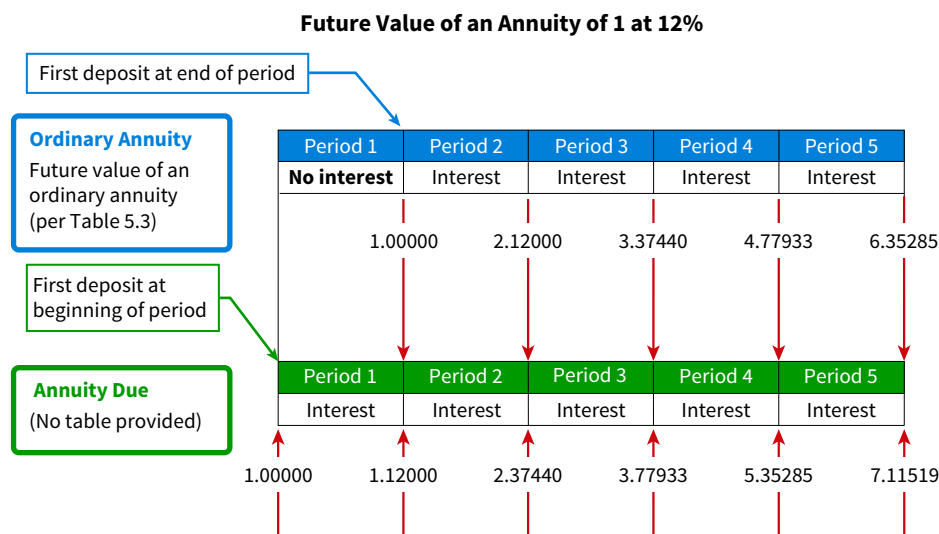 Future Value of an Annuity of 1 at 12%
First deposit at end of period
Ordinary Annuity
Future value of an
ordinary annuity
(per Table 5.3)
Period 1 Period 2 Period 3 Period 4 Period 5
No interest Interest Interest Interest Interest
1.00000 2.12000 3.37440 4.77933 6.35285
First deposit at
beginning of period
Annuity Due
(No table provided)
Period 1 Period 2 Period 3 Period 4 Period 5
Interest Interest Interest Interest Interest
1.00000 1.12000 2.37440 3.77933 5.35285 7.11519